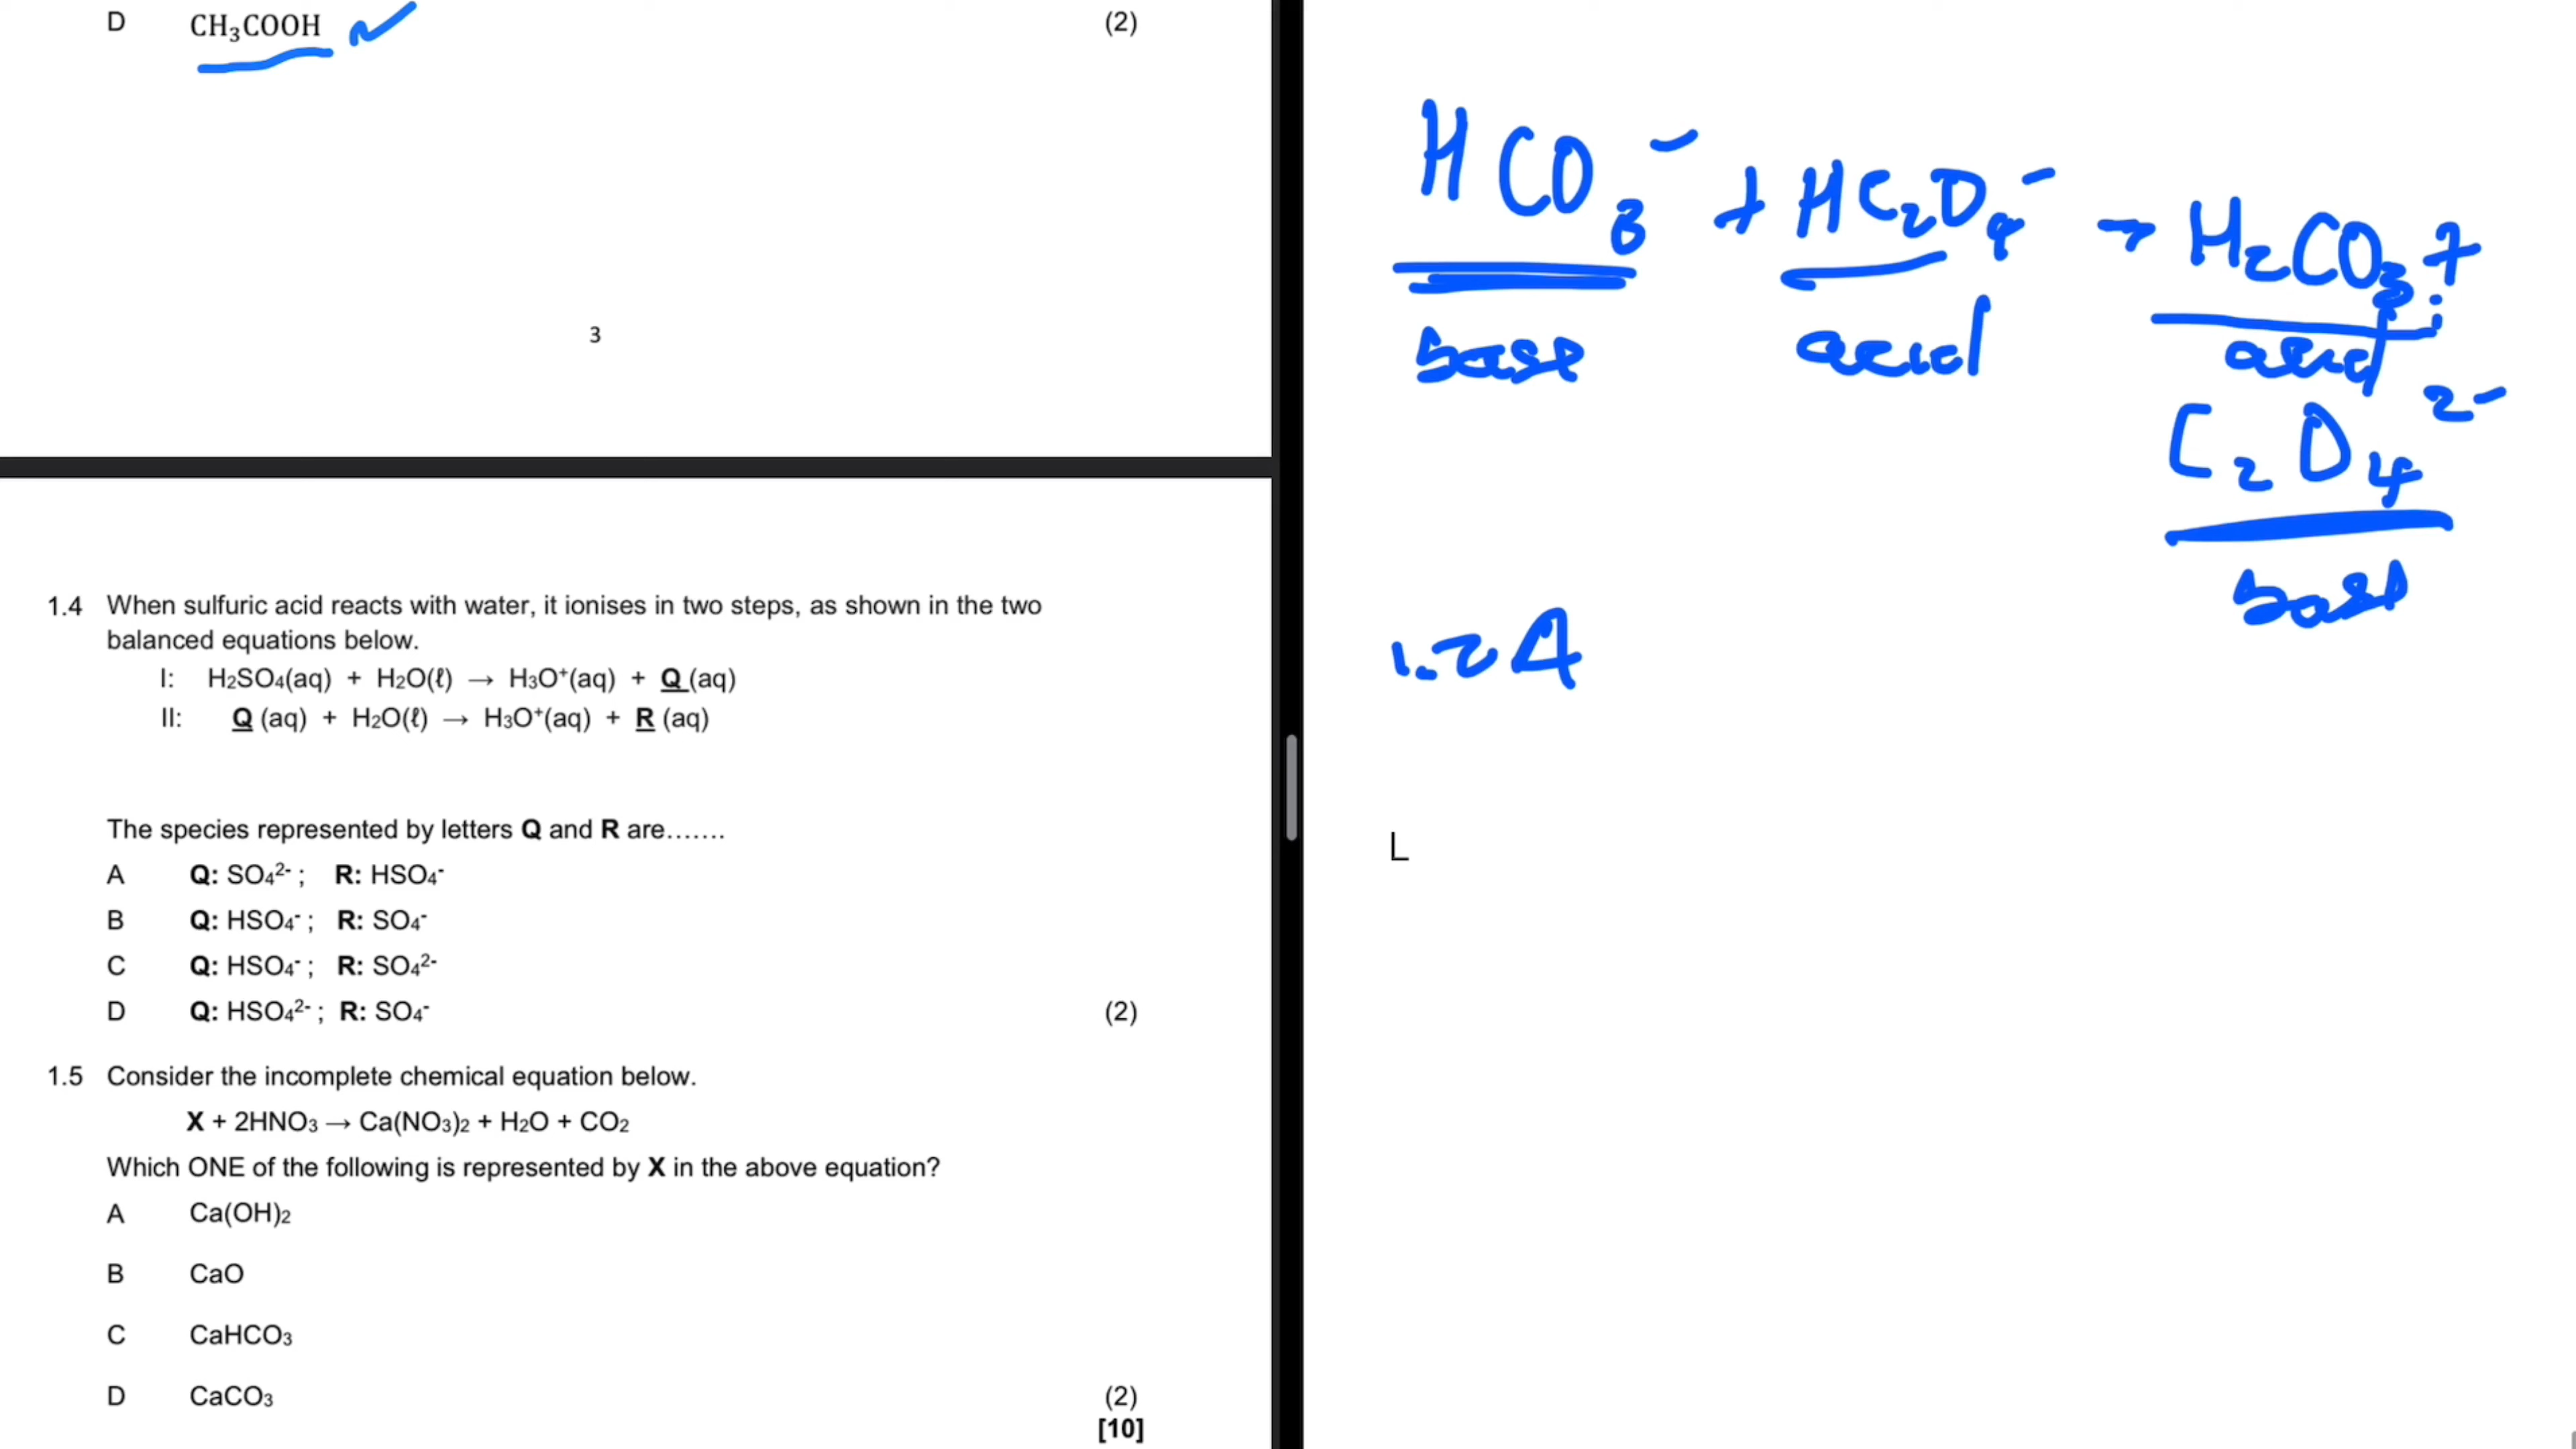 D CH₃COOH (2)
3
1.4 When sulfuric acid reacts with water, it ionises in two steps, as shown in the two
balanced equations below.
I: H₂SO₄(aq) + H₂O(ℓ) → H₃O⁺(aq) + Q (aq)
II: Q (aq) + H₂O(ℓ) → H₃O⁺(aq) + R (aq)
The species represented by letters Q and R are.......
A Q: SO₄²⁻ ; R: HSO₄⁻
B Q: HSO₄⁻ ; R: SO₄⁻
C Q: HSO₄⁻ ; R: SO₄²⁻
D Q: HSO₄²⁻ ; R: SO₄⁻ (2)
1.5 Consider the incomplete chemical equation below.
X + 2HNO₃ → Ca(NO₃)₂ + H₂O + CO₂
Which ONE of the following is represented by X in the above equation?
A Ca(OH)₂
B CaO
C CaHCO₃
D CaCO₃ (2)
[10]
HCO₃⁻ + HC₂O₄⁻ → H₂CO₃ +
base acid acid
C₂O₄²⁻
base
1.2 A
L